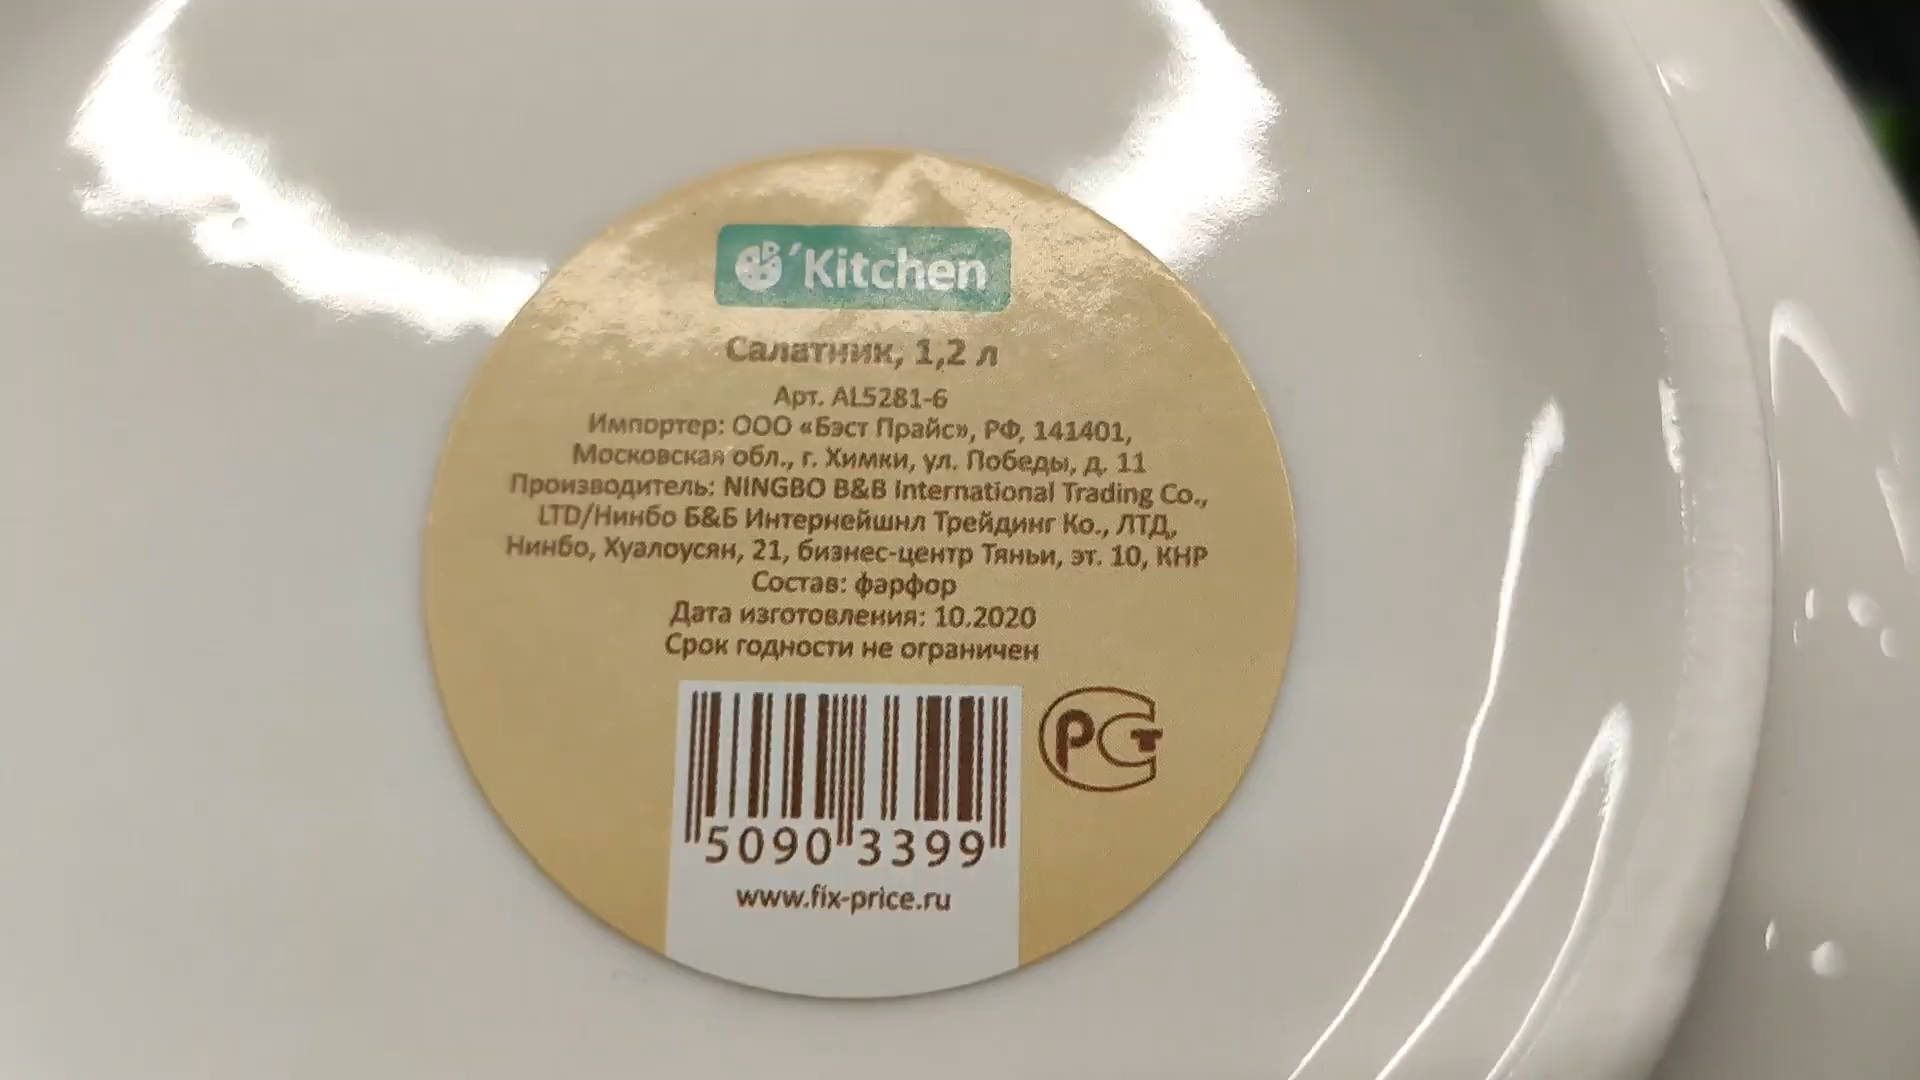 'Kitchen
Салатник, 1,2 л
Арт. AL5281-6
Импортер: ООО «Бэст Прайс», РФ, 141401,
Московская обл., г. Химки, ул. Победы, д. 11
Производитель: NINGBO B&B International Trading Co.,
LTD/Нинбо Б&Б Интернейшнл Трейдинг Ко., ЛТД,
Нинбо, Хуалоусян, 21, бизнес-центр Тяньи, эт. 10, КНР
Состав: фарфор
Дата изготовления: 10.2020
Срок годности не ограничен
РСТ
5090 3399
www.fix-price.ru